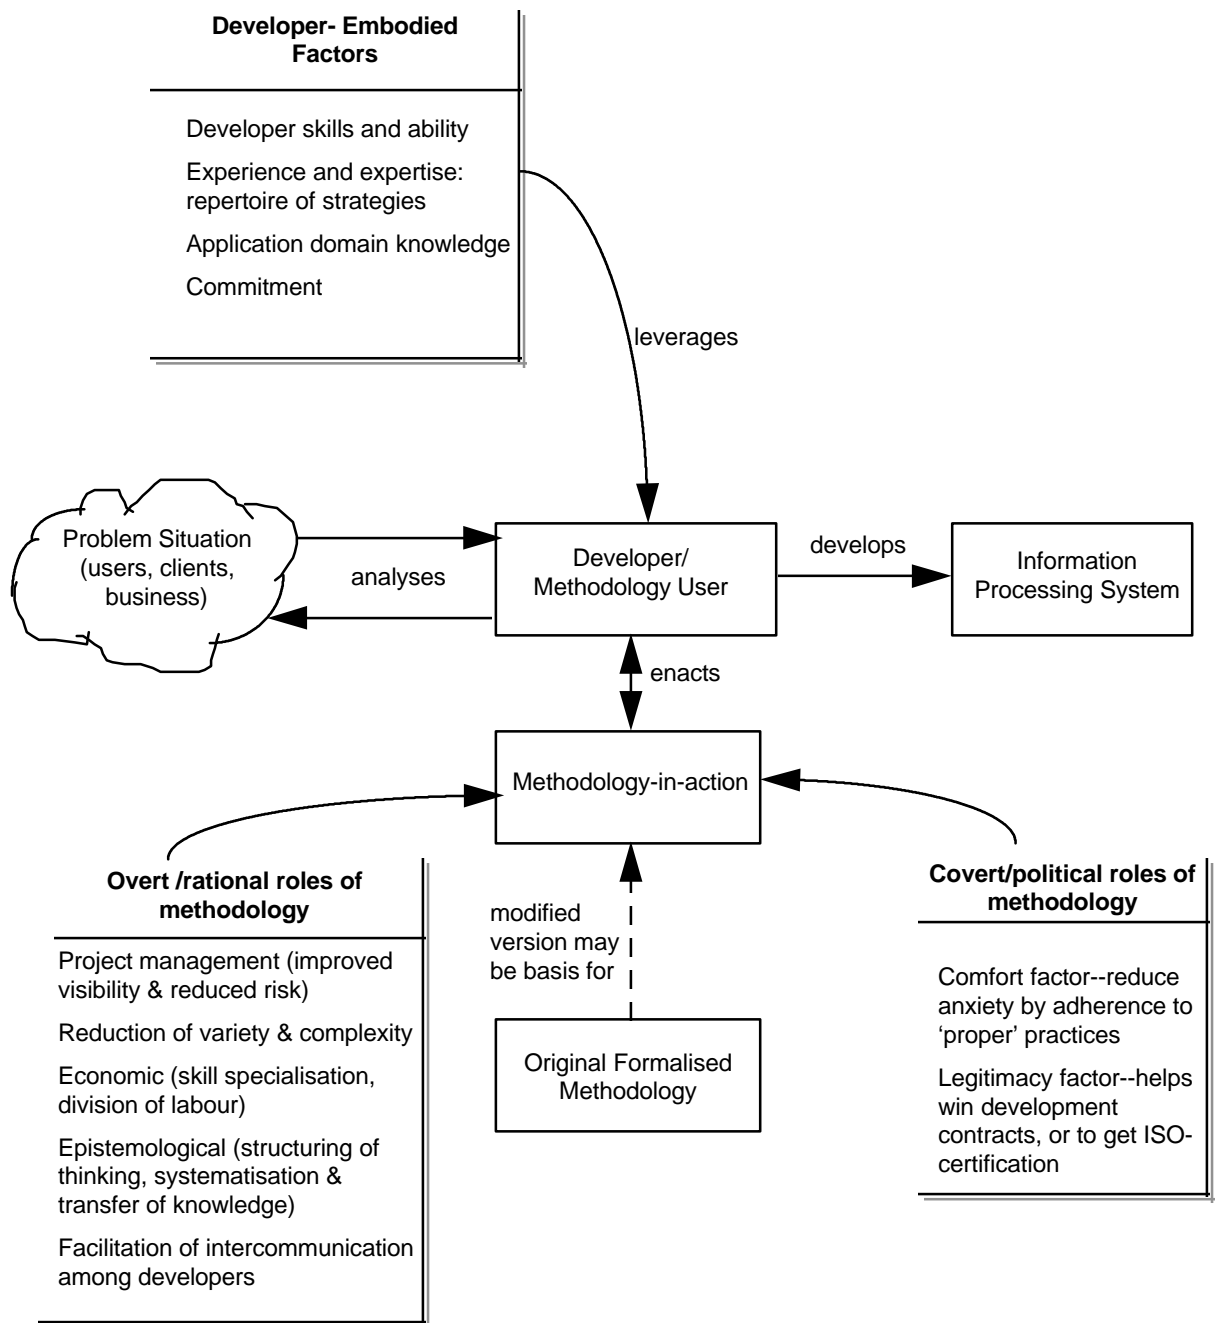 Developer- Embodied
Factors
Developer skills and ability
Experience and expertise:
repertoire of strategies
Application domain knowledge
Commitment
leverages
Problem Situation
(users, clients,
business)
analyses
Developer/
Methodology User
develops
Information
Processing System
enacts
Methodology-in-action
Overt /rational roles of
methodology
Project management (improved
visibility & reduced risk)
Reduction of variety & complexity
Economic (skill specialisation,
division of labour)
Epistemological (structuring of
thinking, systematisation &
transfer of knowledge)
Facilitation of intercommunication
among developers
modified
version may
be basis for
Original Formalised
Methodology
Covert/political roles of
methodology
Comfort factor--reduce
anxiety by adherence to
‘proper’ practices
Legitimacy factor--helps
win development
contracts, or to get ISO-
certification